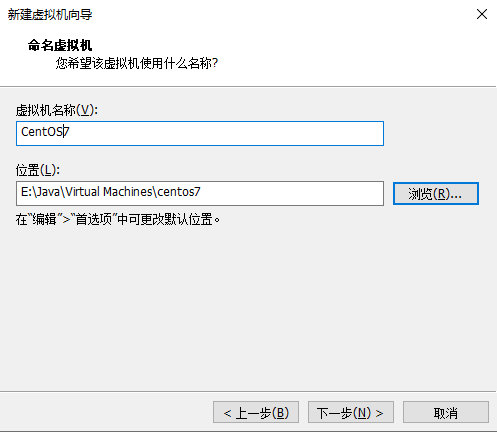 新建虚拟机向导
命名虚拟机
您希望该虚拟机使用什么名称?
虚拟机名称(V):
CentOS7
位置(L):
E:\Java\Virtual Machines\centos7
浏览(R)...
在"编辑">"首选项"中可更改默认位置。
< 上一步(B)
下一步(N) >
取消